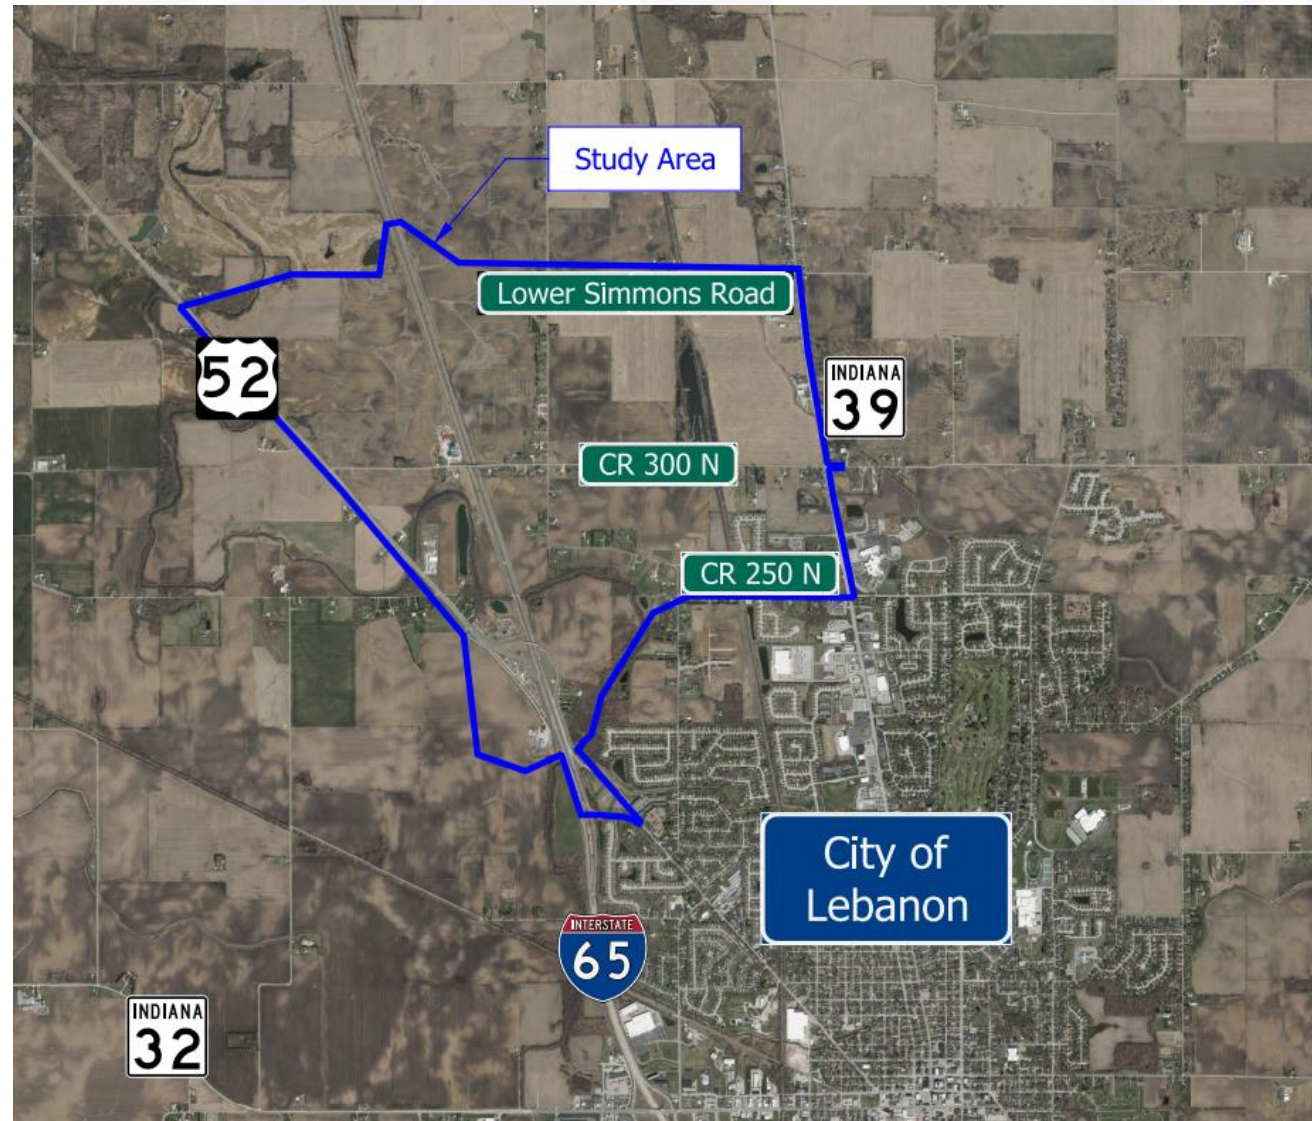 Study Area
Lower Simmons Road
52
INDIANA
39
CR 300 N
CR 250 N
City of
Lebanon
INTERSTATE
65
INDIANA
32